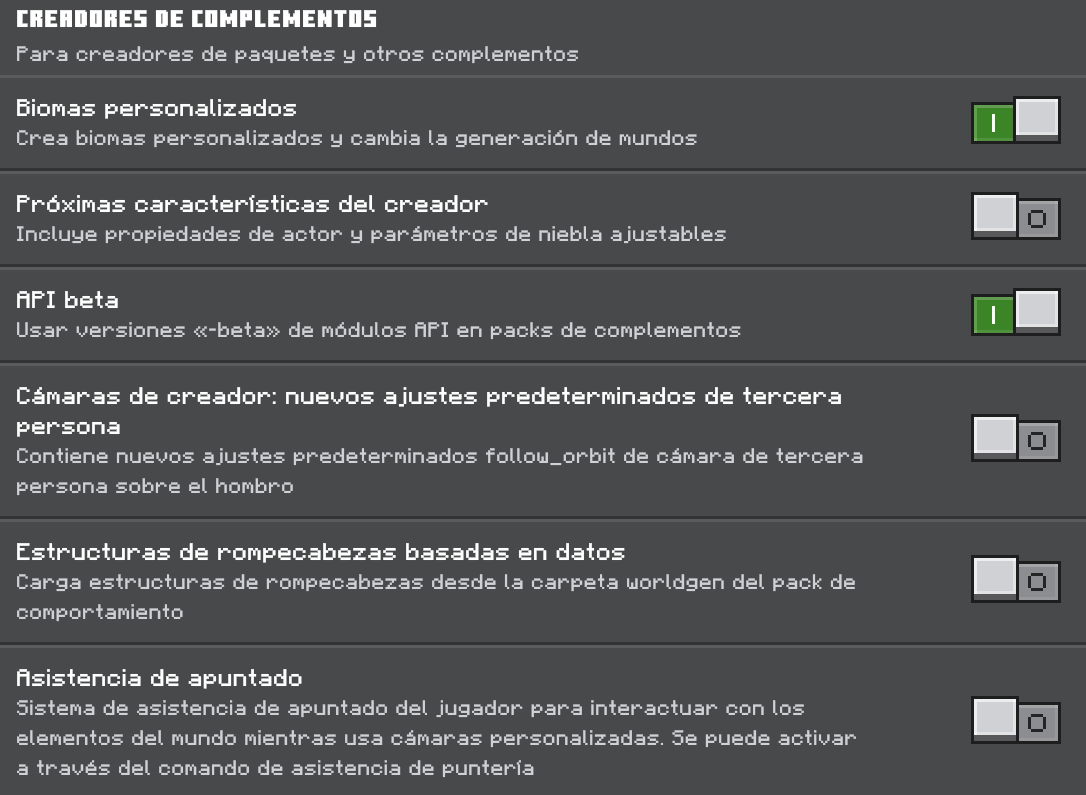 CREADORES DE COMPLEMENTOS
Para creadores de paquetes y otros complementos
Biomas personalizados
Crea biomas personalizados y cambia la generación de mundos
Próximas características del creador
Incluye propiedades de actor y parámetros de niebla ajustables
API beta
Usar versiones «-beta» de módulos API en packs de complementos
Cámaras de creador: nuevos ajustes predeterminados de tercera
persona
Contiene nuevos ajustes predeterminados follow_orbit de cámara de tercera
persona sobre el hombro
Estructuras de rompecabezas basadas en datos
Carga estructuras de rompecabezas desde la carpeta worldgen del pack de
comportamiento
Asistencia de apuntado
Sistema de asistencia de apuntado del jugador para interactuar con los
elementos del mundo mientras usa cámaras personalizadas. Se puede activar
a través del comando de asistencia de puntería